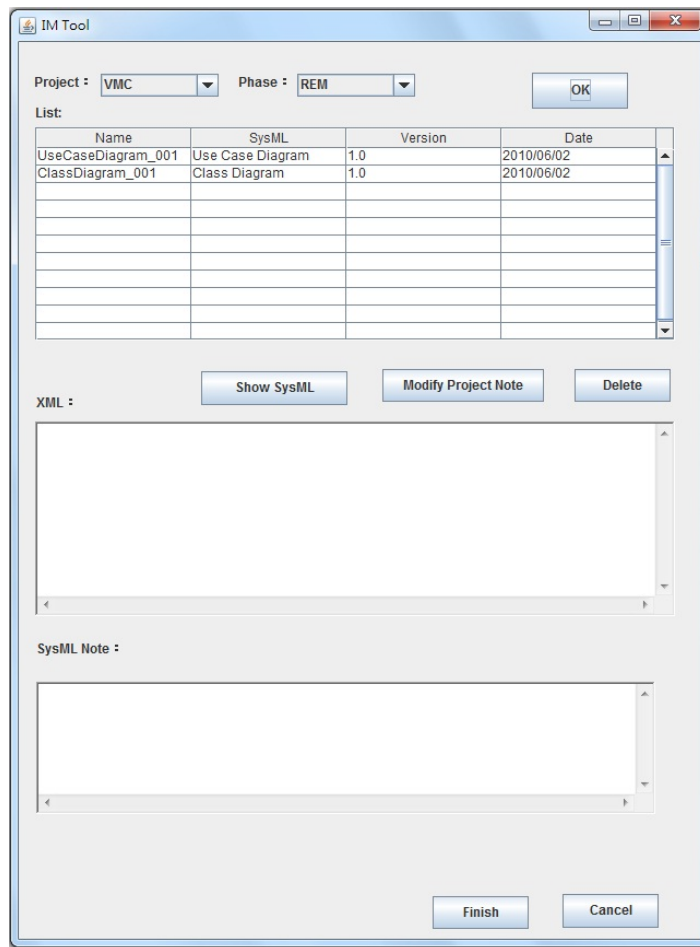 IM Tool
Project : VMC Phase : REM OK
List:
Name SysML Version Date
UseCaseDiagram_001 Use Case Diagram 1.0 2010/06/02
ClassDiagram_001 Class Diagram 1.0 2010/06/02
Show SysML Modify Project Note Delete
XML :
SysML Note :
Finish Cancel